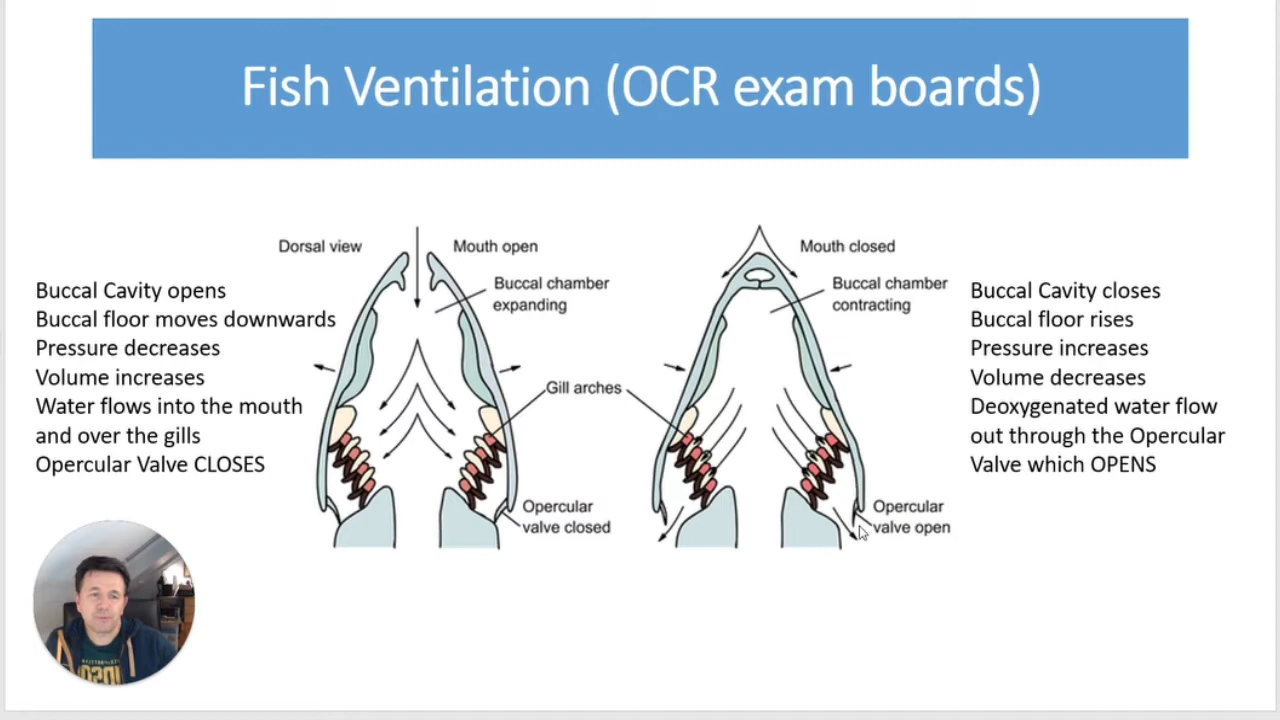 Fish Ventilation (OCR exam boards)
Dorsal view
Mouth open
Buccal chamber
expanding
Mouth closed
Buccal chamber
contracting
Buccal Cavity opens
Buccal floor moves downwards
Pressure decreases
Volume increases
Water flows into the mouth
and over the gills
Opercular Valve CLOSES
Gill arches
Opercular
valve closed
Opercular
valve open
Buccal Cavity closes
Buccal floor rises
Pressure increases
Volume decreases
Deoxygenated water flow
out through the Opercular
Valve which OPENS